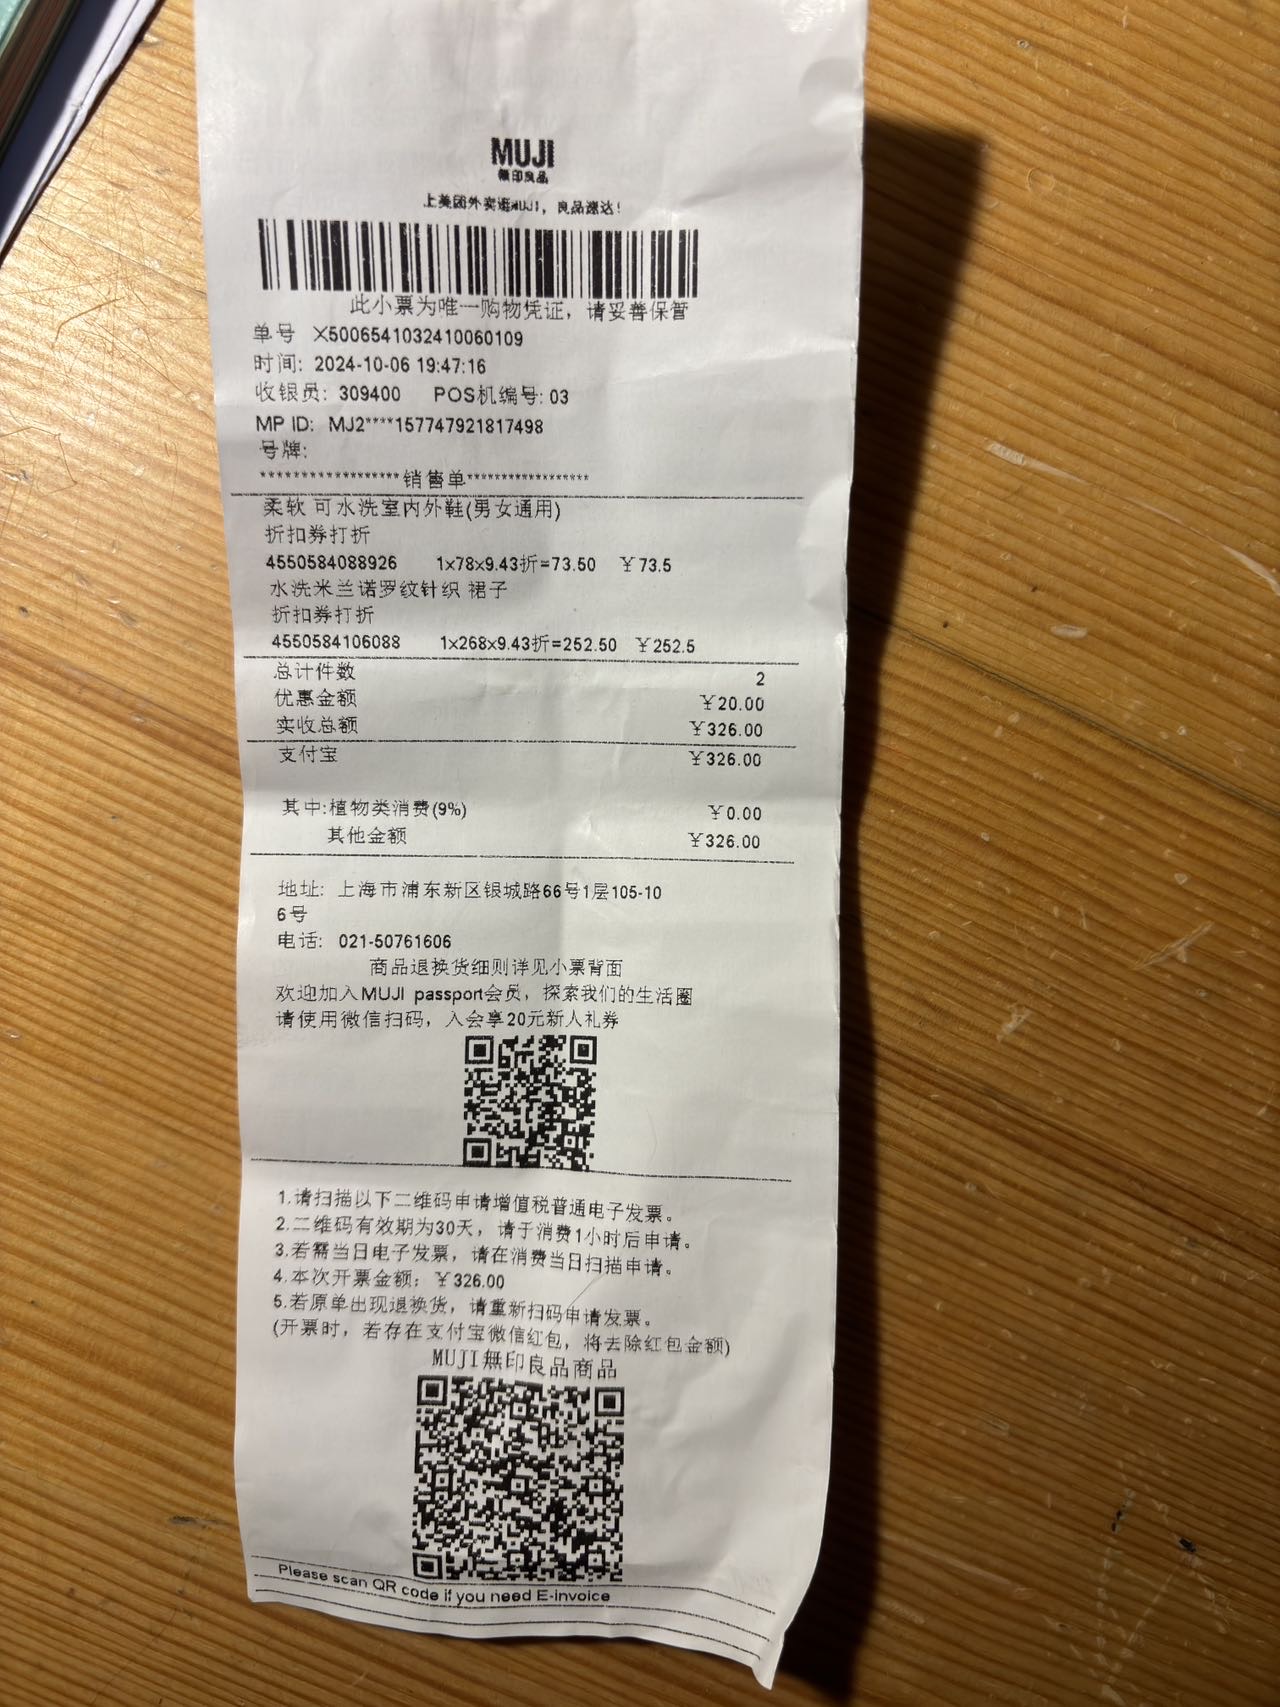 MUJI
無印良品
上美团外卖逛MUJI，良品速达！
此小票为唯一购物凭证，请妥善保管
单号 X5006541032410060109
时间: 2024-10-06 19:47:16
收银员: 309400 POS机编号: 03
MP ID: MJ2****157747921817498
号牌:
******************销售单******************
柔软 可水洗室内外鞋(男女通用)
折扣券打折
4550584088926 1x78x9.43折=73.50 ￥73.5
水洗米兰诺罗纹针织 裙子
折扣券打折
4550584106088 1x268x9.43折=252.50 ￥252.5
总计件数 2
优惠金额 ￥20.00
实收总额 ￥326.00
支付宝 ￥326.00
其中:植物类消费(9%) ￥0.00
其他金额 ￥326.00
地址: 上海市浦东新区银城路66号1层105-10
6号
电话: 021-50761606
商品退换货细则详见小票背面
欢迎加入MUJI passport会员，探索我们的生活圈
请使用微信扫码，入会享20元新人礼券
1.请扫描以下二维码申请增值税普通电子发票。
2.二维码有效期为30天，请于消费1小时后申请。
3.若需当日电子发票，请在消费当日扫描申请。
4.本次开票金额: ￥326.00
5.若原单出现退换货，请重新扫码申请发票。
(开票时，若存在支付宝微信红包，将去除红包金额)
MUJI無印良品商品
Please scan QR code if you need E-invoice